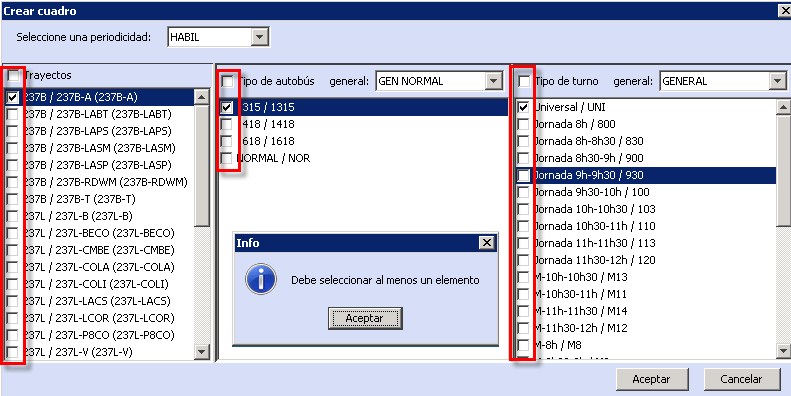 Crear cuadro
Seleccione una periodicidad: HABIL
Trayectos
237B / 237B-A (237B-A)
237B / 237B-LABT (237B-LABT)
237B / 237B-LAPS (237B-LAPS)
237B / 237B-LASM (237B-LASM)
237B / 237B-LASP (237B-LASP)
237B / 237B-RDWM (237B-RDWM)
237B / 237B-T (237B-T)
237L / 237L-B (237L-B)
237L / 237L-BECO (237L-BECO)
237L / 237L-CMBE (237L-CMBE)
237L / 237L-COLA (237L-COLA)
237L / 237L-COLI (237L-COLI)
237L / 237L-LACS (237L-LACS)
237L / 237L-LCOR (237L-LCOR)
237L / 237L-P8CO (237L-P8CO)
237L / 237L-V (237L-V)
Tipo de autobús general: GEN NORMAL
1315 / 1315
1418 / 1418
1618 / 1618
NORMAL / NOR
Info
Debe seleccionar al menos un elemento
Aceptar
Tipo de turno general: GENERAL
Universal / UNI
Jornada 8h / 800
Jornada 8h-8h30 / 830
Jornada 8h30-9h / 900
Jornada 9h-9h30 / 930
Jornada 9h30-10h / 100
Jornada 10h-10h30 / 103
Jornada 10h30-11h / 110
Jornada 11h-11h30 / 113
Jornada 11h30-12h / 120
M-10h-10h30 / M13
M-10h30-11h / M11
M-11h-11h30 / M14
M-11h30-12h / M12
M-8h / M8
Aceptar Cancelar